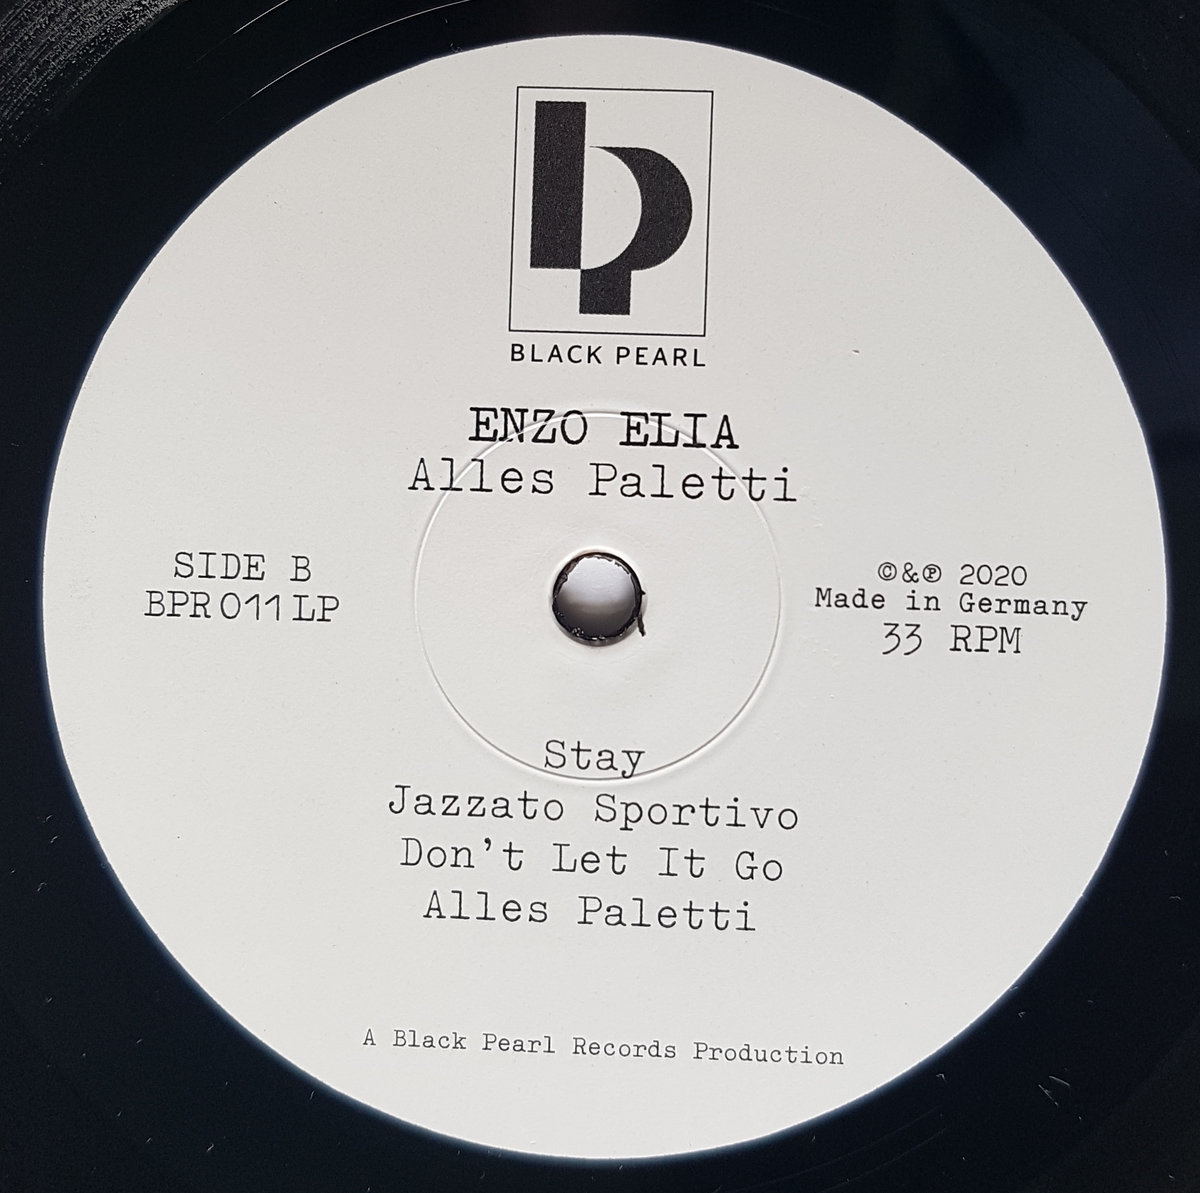 bp
BLACK PEARL
ENZO ELIA
Alles Paletti
SIDE B
BPR011LP
©&℗ 2020
Made in Germany
33 RPM
Stay
Jazzato Sportivo
Don't Let It Go
Alles Paletti
A Black Pearl Records Production